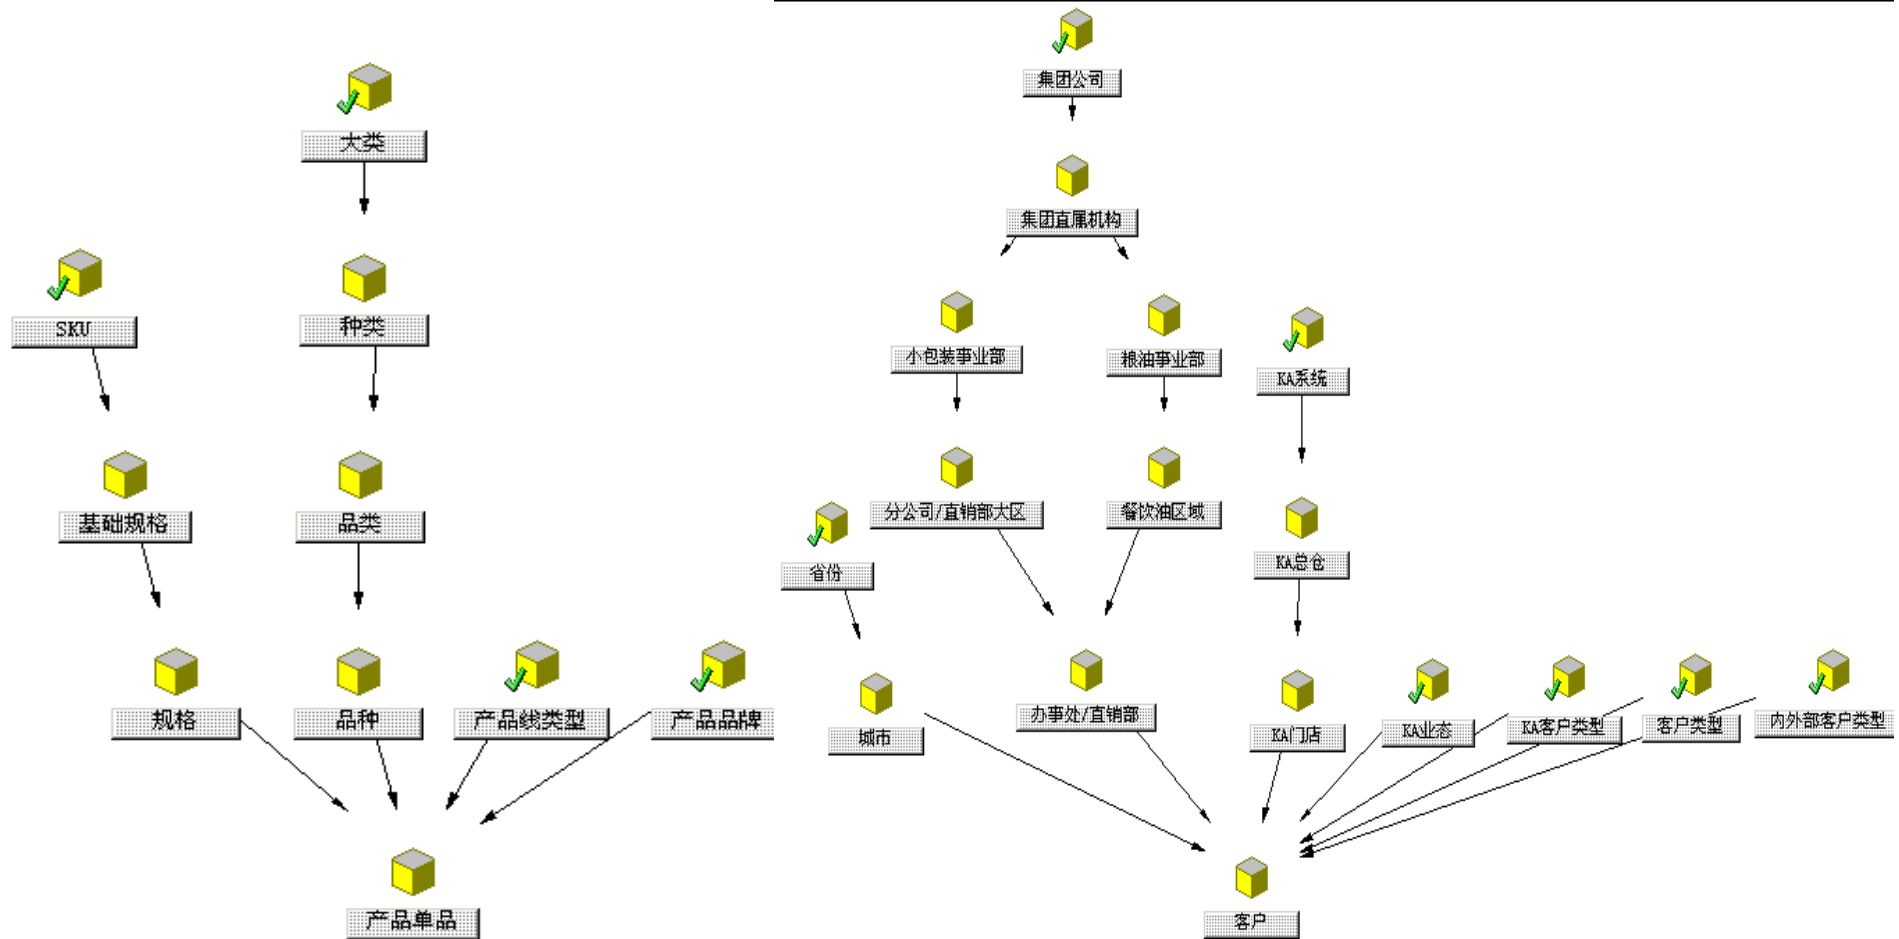 大类
SKU
种类
基础规格
品类
规格
品种
产品线类型
产品品牌
产品单品
集团公司
集团直属机构
小包装事业部
粮油事业部
KA系统
分公司/直销部大区
餐饮油区域
省份
KA总仓
城市
办事处/直销部
KA门店
KA业态
KA客户类型
客户类型
内外部客户类型
客户